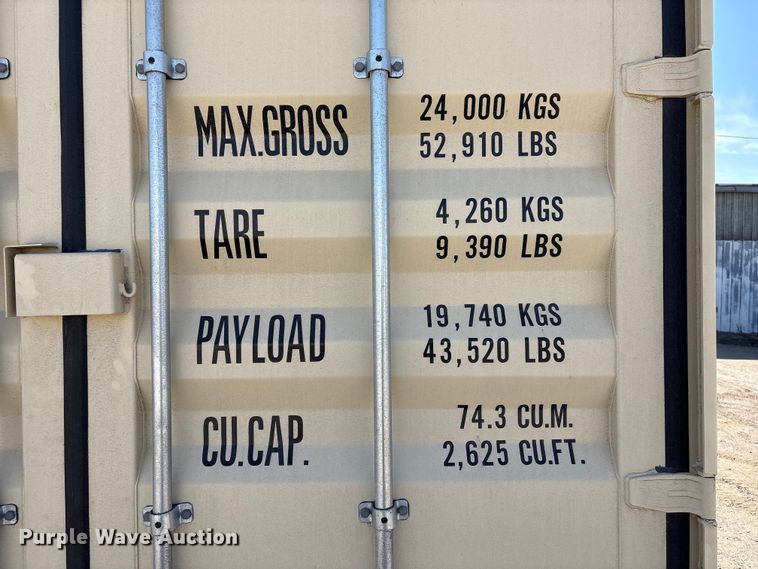 MAX.GROSS 24,000 KGS
52,910 LBS
TARE 4,260 KGS
9,390 LBS
PAYLOAD 19,740 KGS
43,520 LBS
CU.CAP. 74.3 CU.M.
2,625 CU.FT.
Purple Wave Auction